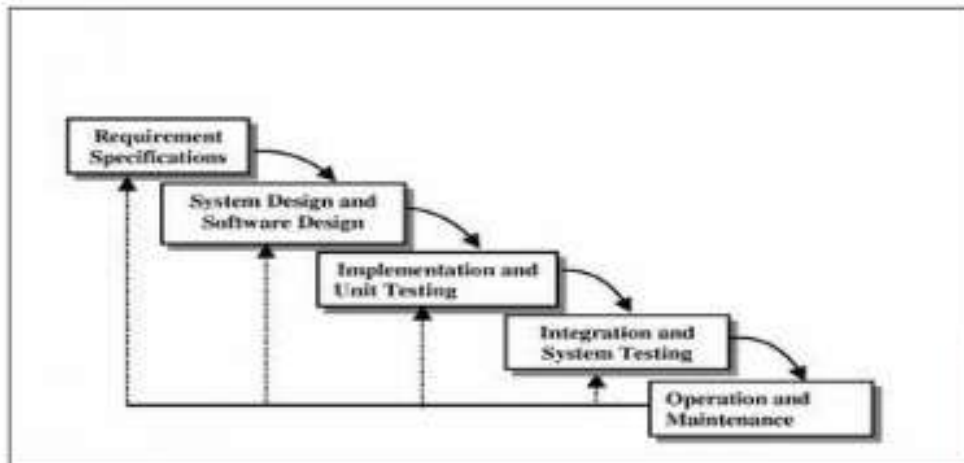 Requirement
Specifications
System Design and
Software Design
Implementation and
Unit Testing
Integration and
System Testing
Operation and
Maintenance